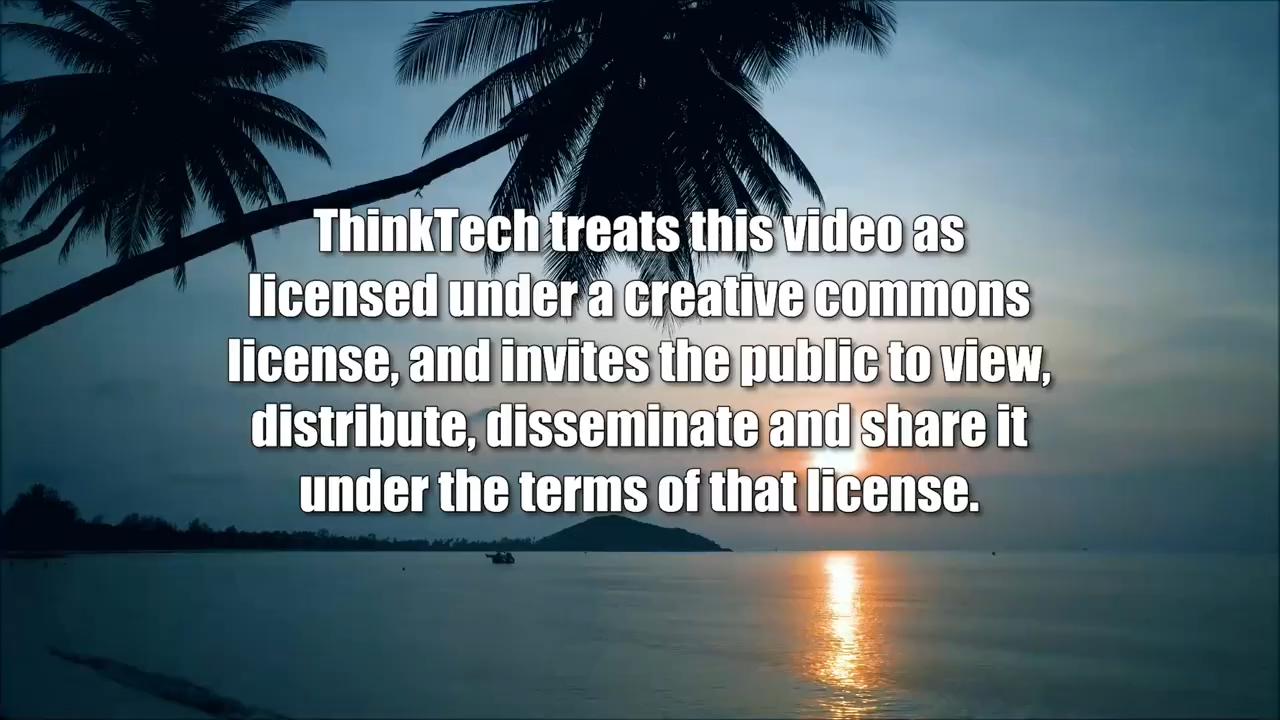 ThinkTech treats this video as
licensed under a creative commons
license, and invites the public to view,
distribute, disseminate and share it
under the terms of that license.